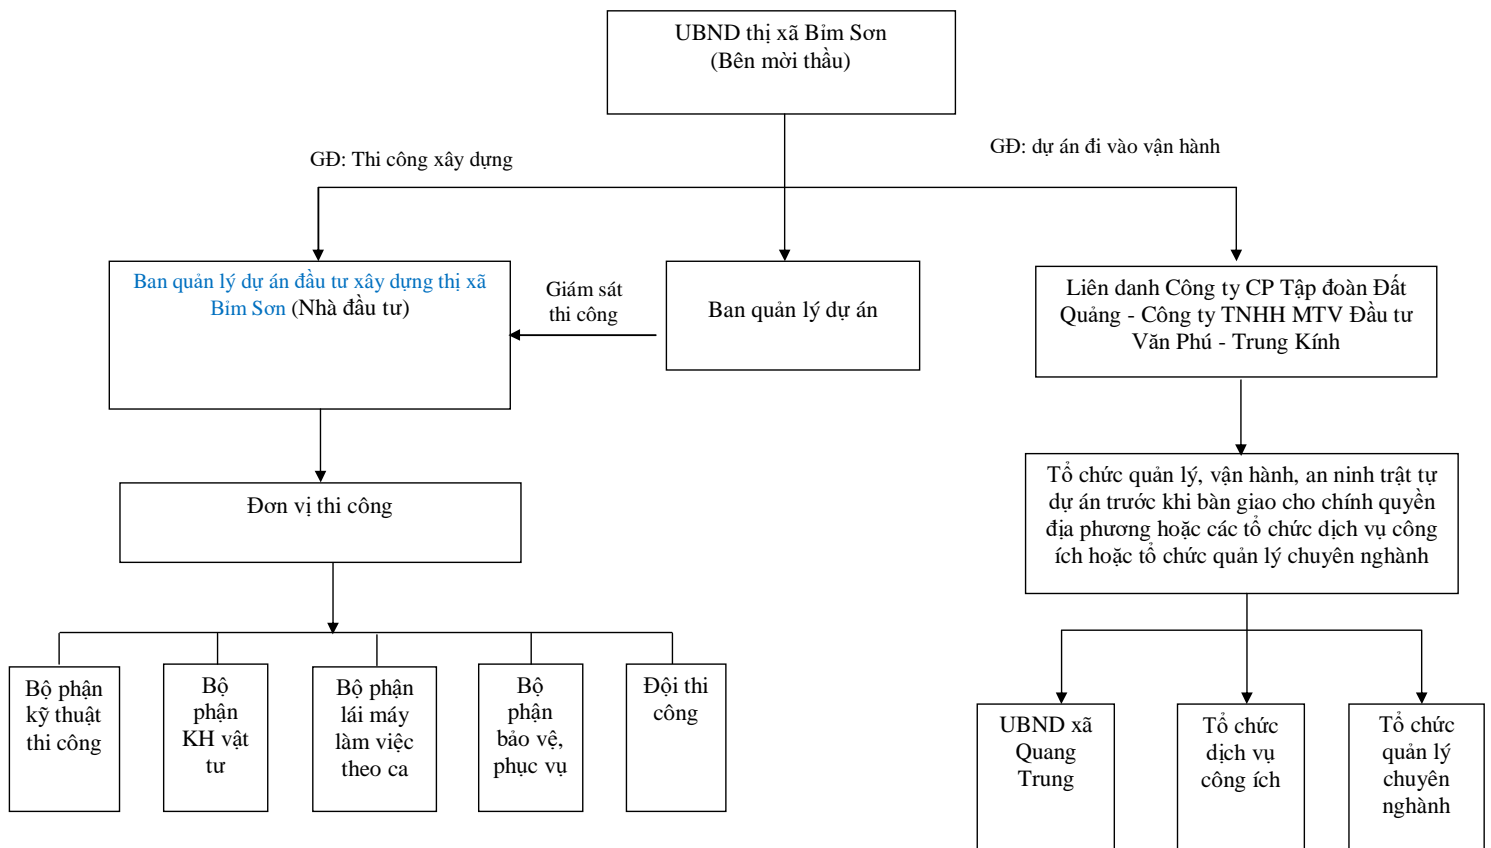 UBND thị xã Bỉm Sơn
(Bên mời thầu)
GĐ: Thi công xây dựng
GĐ: dự án đi vào vận hành
Ban quản lý dự án đầu tư xây dựng thị xã
Bỉm Sơn (Nhà đầu tư)
Giám sát
thi công
Ban quản lý dự án
Liên danh Công ty CP Tập đoàn Đất
Quảng - Công ty TNHH MTV Đầu tư
Văn Phú - Trung Kính
Đơn vị thi công
Tổ chức quản lý, vận hành, an ninh trật tự
dự án trước khi bàn giao cho chính quyền
địa phương hoặc các tổ chức dịch vụ công
ích hoặc tổ chức quản lý chuyên nghành
Bộ phận
kỹ thuật
thi công
Bộ
phận
KH vật
tư
Bộ phận
lái máy
làm việc
theo ca
Bộ
phận
bảo vệ,
phục vụ
Đội thi
công
UBND xã
Quang
Trung
Tổ chức
dịch vụ
công ích
Tổ chức
quản lý
chuyên
nghành